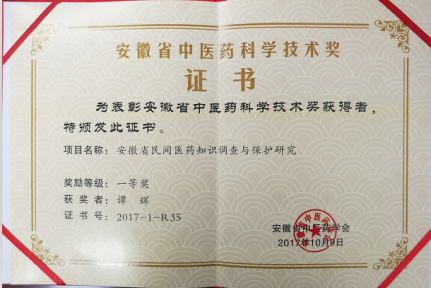 安徽省中医药科学技术奖
证书
为表彰安徽省中医药科学技术奖获得者，
特颁发此证书。
项目名称： 安徽省民间医药知识调查与保护研究
奖励等级： 一等奖
获奖者： 谭辉
证书号： 2017-1-R35
安徽省中医药学会
2017年10月9日